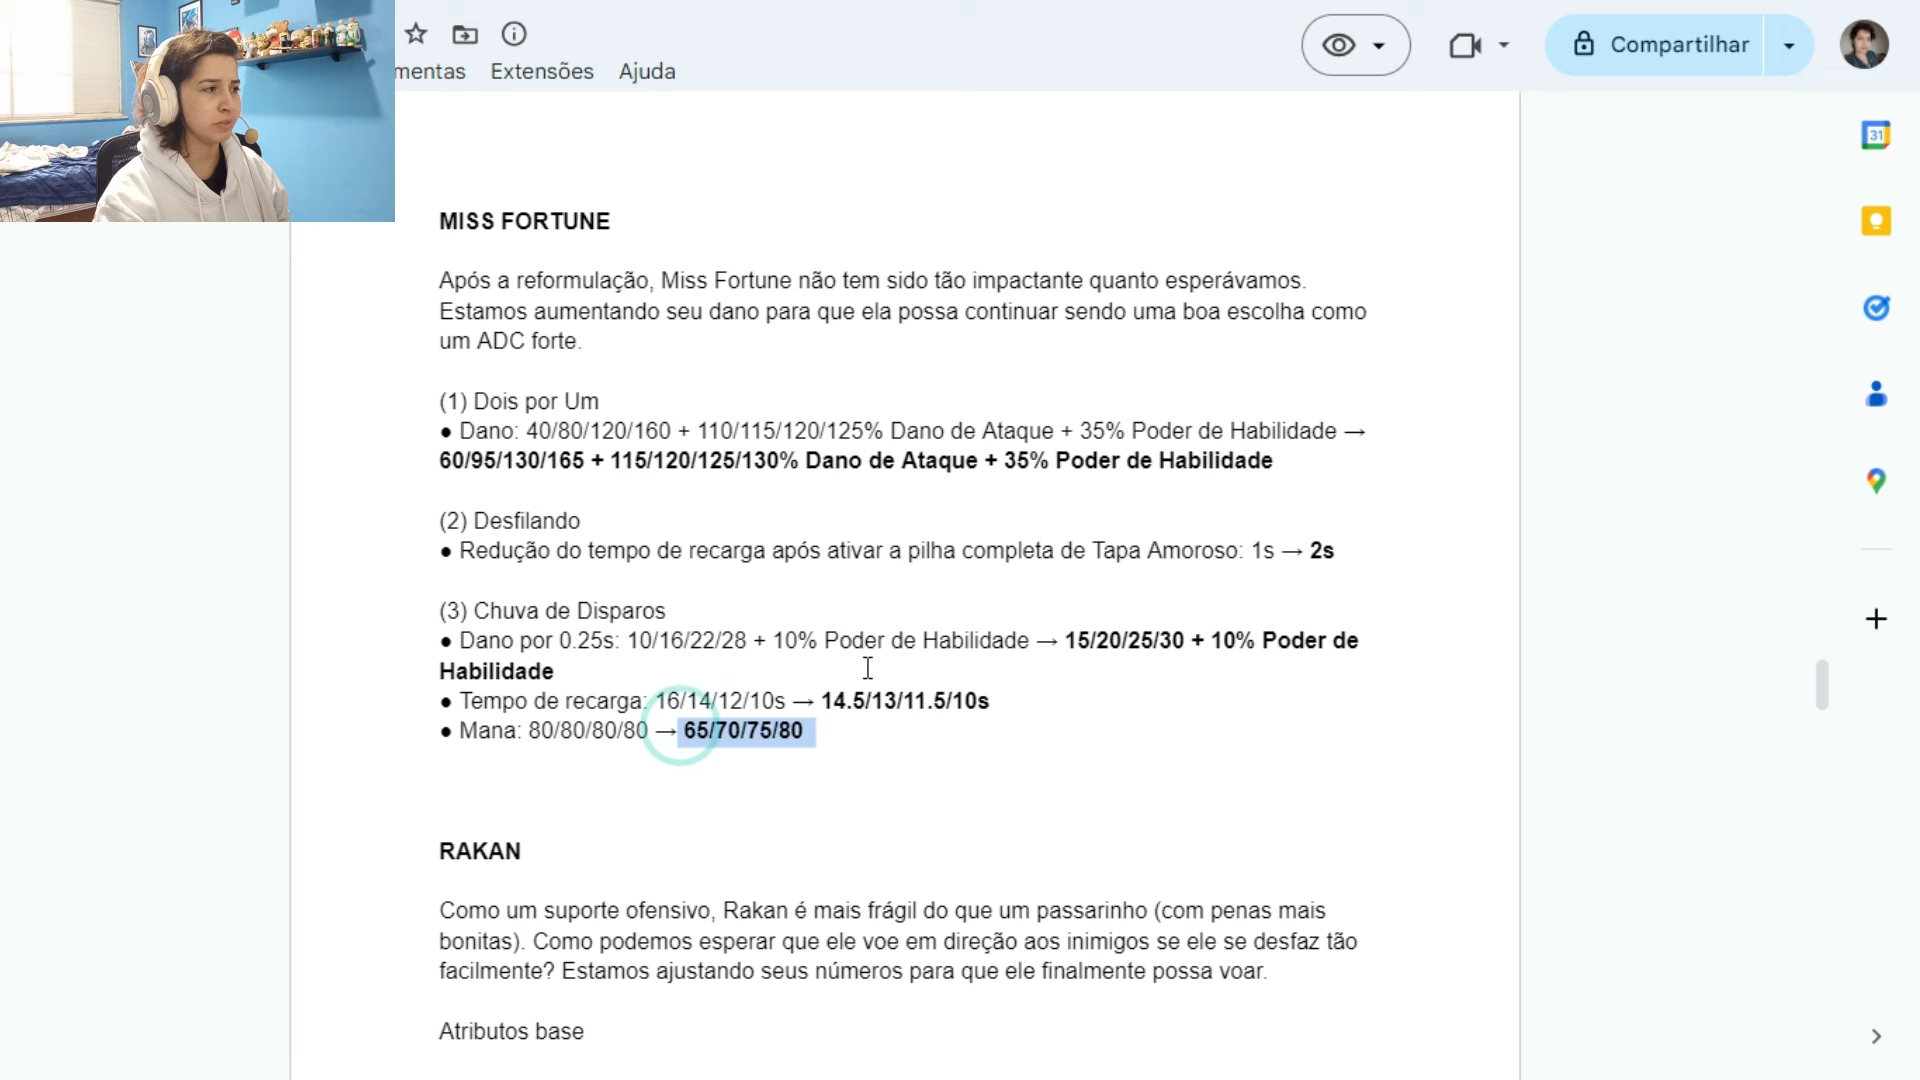 mentas Extensões Ajuda
Compartilhar
31
MISS FORTUNE
Após a reformulação, Miss Fortune não tem sido tão impactante quanto esperávamos.
Estamos aumentando seu dano para que ela possa continuar sendo uma boa escolha como
um ADC forte.
(1) Dois por Um
● Dano: 40/80/120/160 + 110/115/120/125% Dano de Ataque + 35% Poder de Habilidade →
60/95/130/165 + 115/120/125/130% Dano de Ataque + 35% Poder de Habilidade
(2) Desfilando
● Redução do tempo de recarga após ativar a pilha completa de Tapa Amoroso: 1s → 2s
(3) Chuva de Disparos
● Dano por 0.25s: 10/16/22/28 + 10% Poder de Habilidade → 15/20/25/30 + 10% Poder de
Habilidade
● Tempo de recarga: 16/14/12/10s → 14.5/13/11.5/10s
● Mana: 80/80/80/80 → 65/70/75/80
RAKAN
Como um suporte ofensivo, Rakan é mais frágil do que um passarinho (com penas mais
bonitas). Como podemos esperar que ele voe em direção aos inimigos se ele se desfaz tão
facilmente? Estamos ajustando seus números para que ele finalmente possa voar.
Atributos base